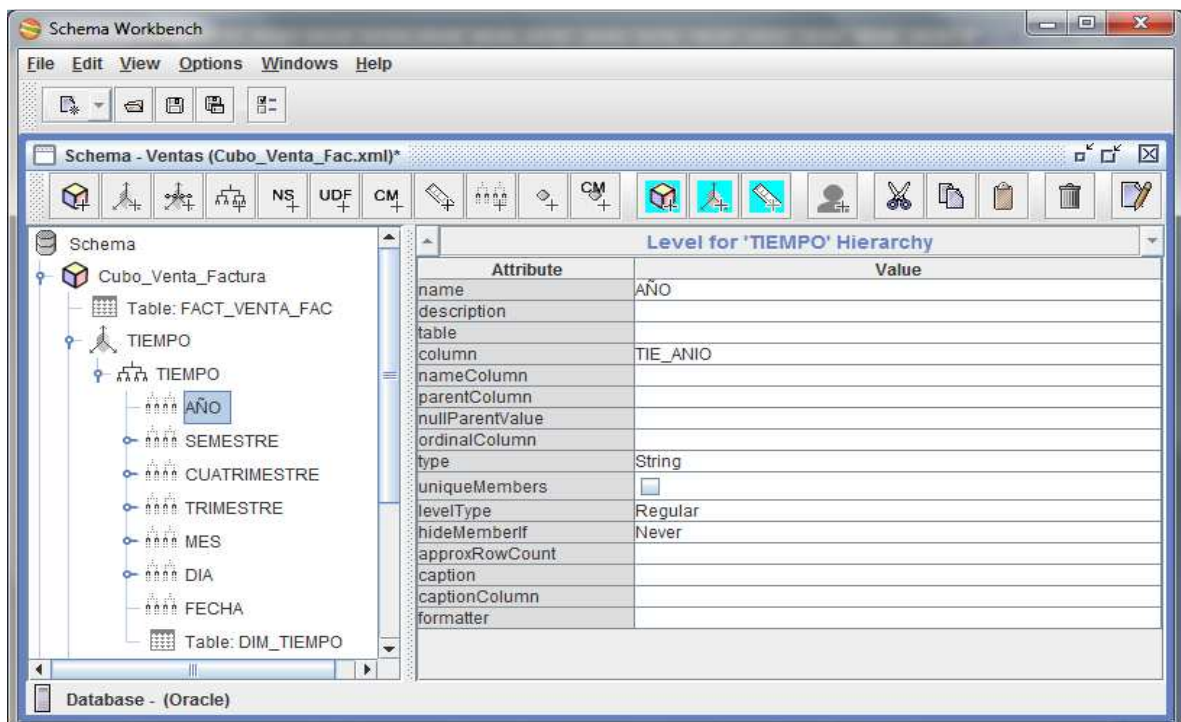 Schema Workbench
File Edit View Options Windows Help
Schema - Ventas (Cubo_Venta_Fac.xml)*
NS UDF CM CM
Schema
Cubo_Venta_Factura
Table: FACT_VENTA_FAC
TIEMPO
TIEMPO
AÑO
SEMESTRE
CUATRIMESTRE
TRIMESTRE
MES
DIA
FECHA
Table: DIM_TIEMPO
Level for 'TIEMPO' Hierarchy
Attribute Value
name AÑO
description
table
column TIE_ANIO
nameColumn
parentColumn
nullParentValue
ordinalColumn
type String
uniqueMembers
levelType Regular
hideMemberIf Never
approxRowCount
caption
captionColumn
formatter
Database - (Oracle)